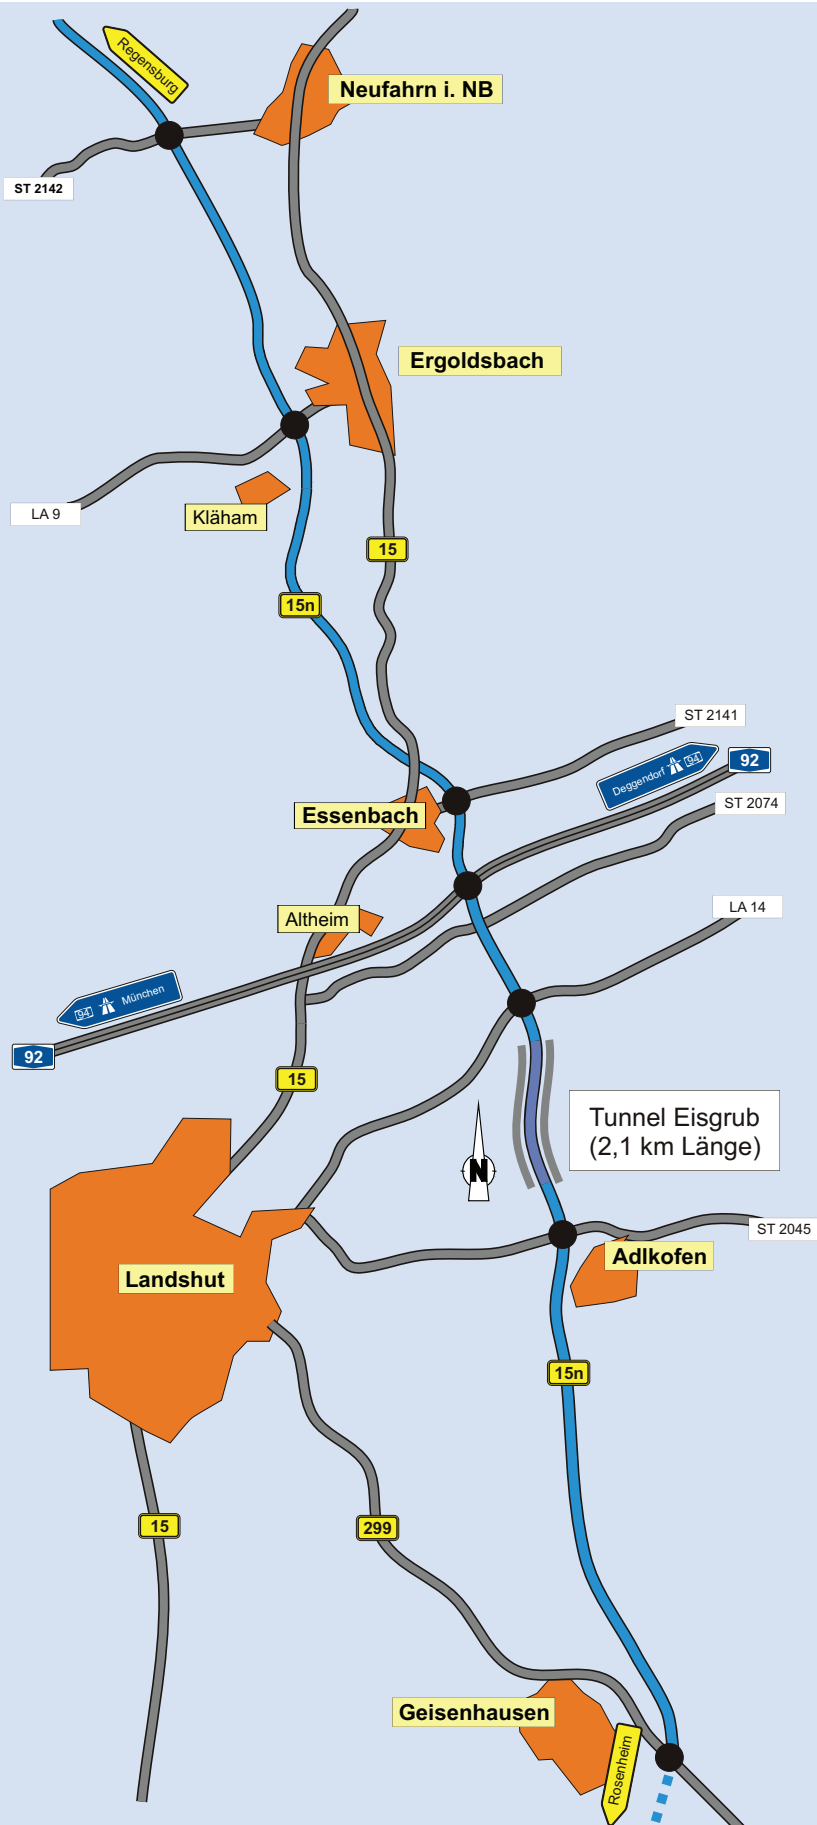 Regensburg
Neufahrn i. NB
ST 2142
Ergoldsbach
LA 9
Kläham
15
15n
ST 2141
Deggendorf 94
92
ST 2074
Essenbach
Altheim
LA 14
94 München
92
15
Tunnel Eisgrub
(2,1 km Länge)
N
ST 2045
Adlkofen
Landshut
15n
15
299
Geisenhausen
Rosenheim